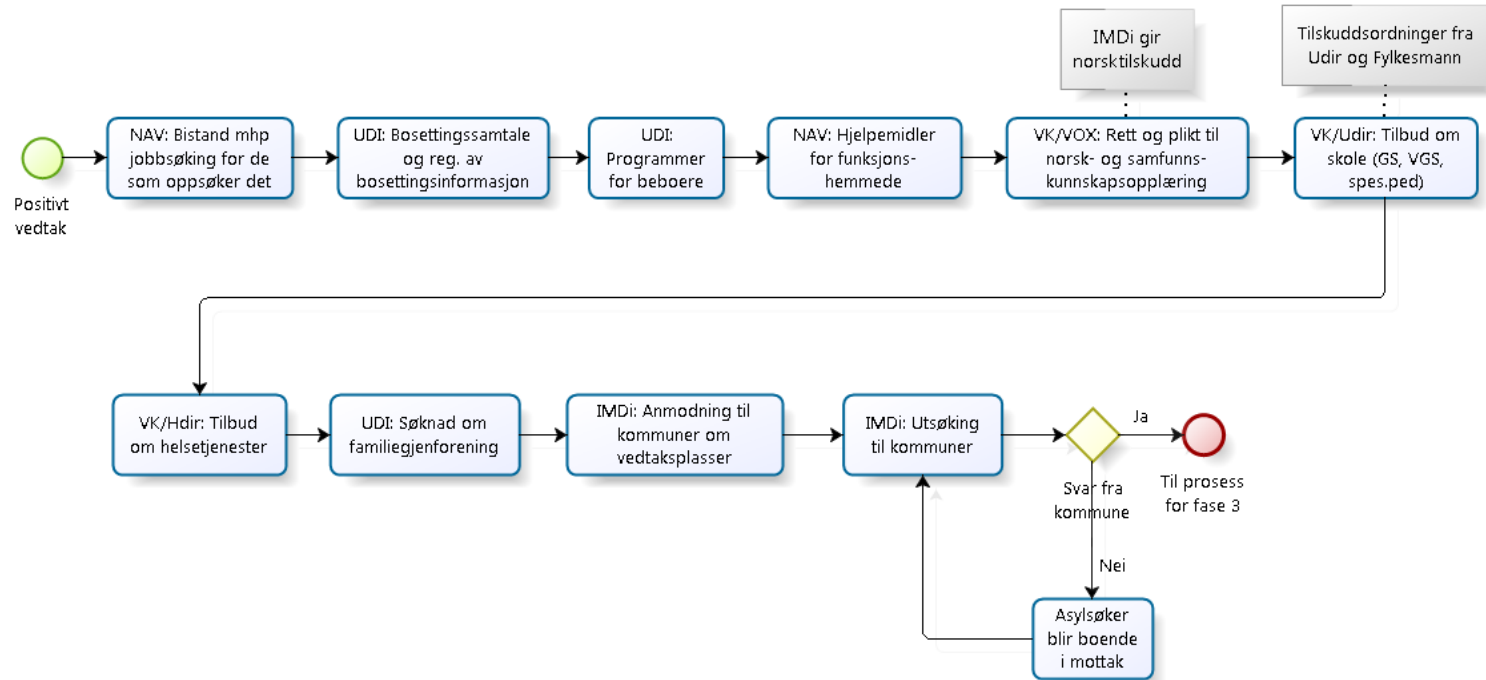 IMDi gir
norsktilskudd
Tilskuddsordninger fra
Udir og Fylkesmann
Positivt
vedtak
NAV: Bistand mhp
jobbsøking for de
som oppsøker det
UDI: Bosettingssamtale
og reg. av
bosettingsinformasjon
UDI:
Programmer
for beboere
NAV: Hjelpemidler
for funksjons-
hemmede
VK/VOX: Rett og plikt til
norsk- og samfunns-
kunnskapsopplæring
VK/Udir: Tilbud om
skole (GS, VGS,
spes.ped)
VK/Hdir: Tilbud
om helsetjenester
UDI: Søknad om
familiegjenforening
IMDi: Anmodning til
kommuner om
vedtaksplasser
IMDi: Utsøking
til kommuner
Svar fra
kommune
Ja
Til prosess
for fase 3
Nei
Asylsøker
blir boende
i mottak